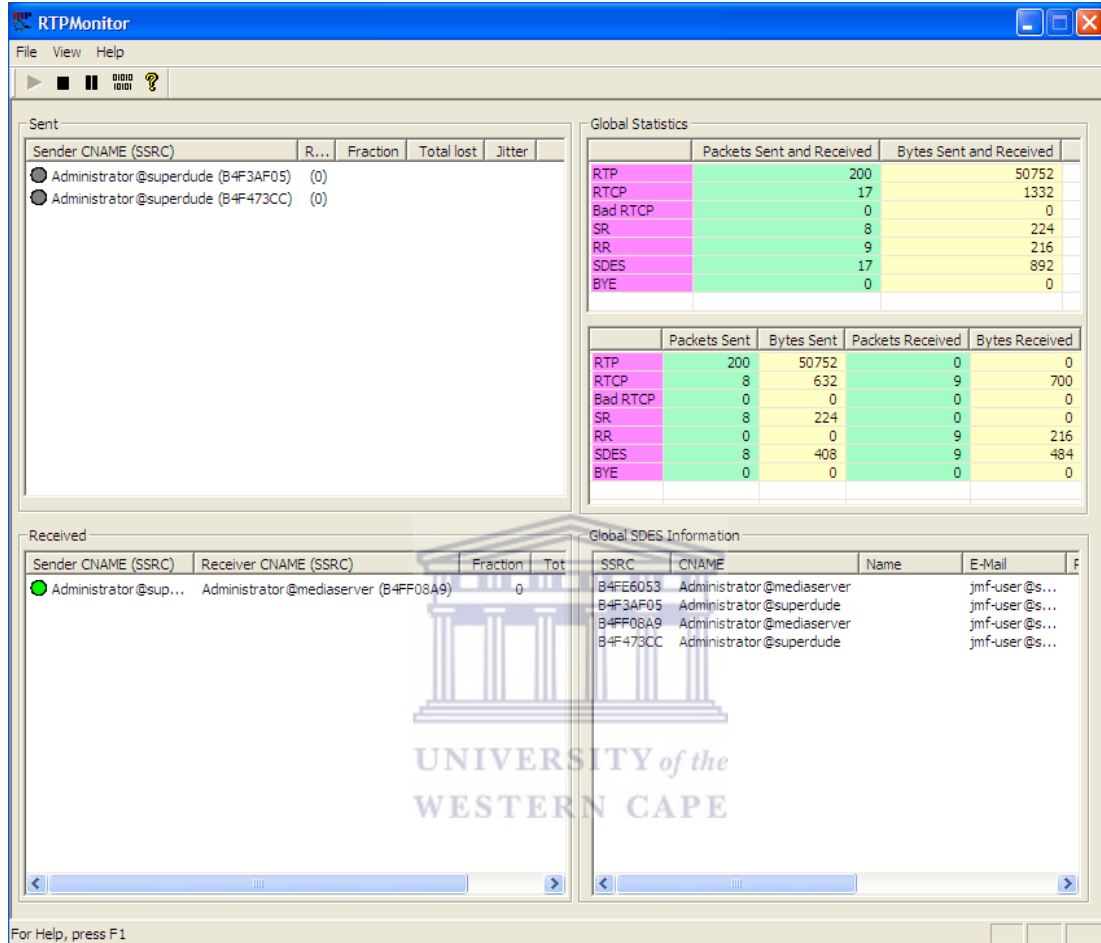 RTPMonitor
File View Help
Sent
Sender CNAME (SSRC) R... Fraction Total lost Jitter
Administrator@superdude (B4F3AF05) (0)
Administrator@superdude (B4F473CC) (0)
Global Statistics
Packets Sent and Received Bytes Sent and Received
RTP 200 50752
RTCP 17 1332
Bad RTCP 0 0
SR 8 224
RR 9 216
SDES 17 892
BYE 0 0
Packets Sent Bytes Sent Packets Received Bytes Received
RTP 200 50752 0 0
RTCP 8 632 9 700
Bad RTCP 0 0 0 0
SR 8 224 0 0
RR 0 0 9 216
SDES 8 408 9 484
BYE 0 0 0 0
Received
Sender CNAME (SSRC) Receiver CNAME (SSRC) Fraction Tot
Administrator@sup... Administrator@mediaserver (B4FF08A9) 0
Global SDES Information
SSRC CNAME Name E-Mail
B4FE6053 Administrator@mediaserver jmf-user@s...
B4F3AF05 Administrator@superdude jmf-user@s...
B4FF08A9 Administrator@mediaserver jmf-user@s...
B4F473CC Administrator@superdude jmf-user@s...
UNIVERSITY of the
WESTERN CAPE
For Help, press F1